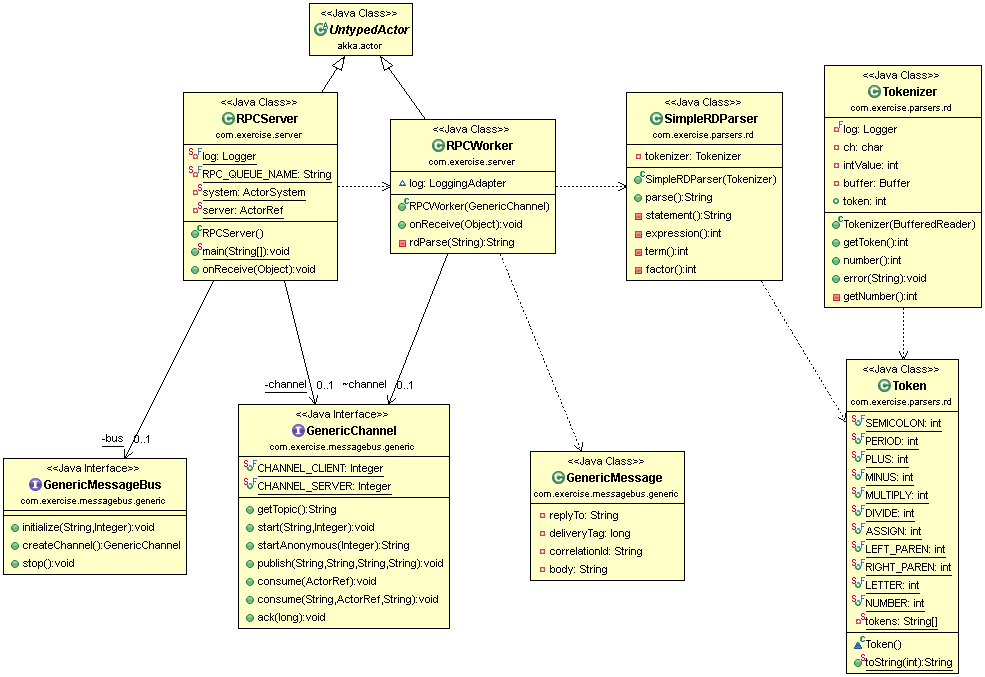 <<Java Class>>
UntypedActor
akka.actor
<<Java Class>>
RPCServer
com.exercise.server
log: Logger
RPC_QUEUE_NAME: String
system: ActorSystem
server: ActorRef
RPCServer()
main(String[]):void
onReceive(Object):void
<<Java Class>>
RPCWorker
com.exercise.server
log: LoggingAdapter
RPCWorker(GenericChannel)
onReceive(Object):void
rdParse(String):String
<<Java Class>>
SimpleRDParser
com.exercise.parsers.rd
tokenizer: Tokenizer
SimpleRDParser(Tokenizer)
parse():String
statement():String
expression():int
term():int
factor():int
<<Java Class>>
Tokenizer
com.exercise.parsers.rd
log: Logger
ch: char
intValue: int
buffer: Buffer
token: int
Tokenizer(BufferedReader)
getToken():int
number():int
error(String):void
getNumber():int
-bus 0..1
-channel 0..1
~channel 0..1
<<Java Interface>>
GenericMessageBus
com.exercise.messagebus.generic
initialize(String,Integer):void
createChannel():GenericChannel
stop():void
<<Java Interface>>
GenericChannel
com.exercise.messagebus.generic
CHANNEL_CLIENT: Integer
CHANNEL_SERVER: Integer
getTopic():String
start(String,Integer):void
startAnonymous(Integer):String
publish(String,String,String,String):void
consume(ActorRef):void
consume(String,ActorRef,String):void
ack(long):void
<<Java Class>>
GenericMessage
com.exercise.messagebus.generic
replyTo: String
deliveryTag: long
correlationId: String
body: String
<<Java Class>>
Token
com.exercise.parsers.rd
SEMICOLON: int
PERIOD: int
PLUS: int
MINUS: int
MULTIPLY: int
DIVIDE: int
ASSIGN: int
LEFT_PAREN: int
RIGHT_PAREN: int
LETTER: int
NUMBER: int
tokens: String[]
Token()
toString(int):String